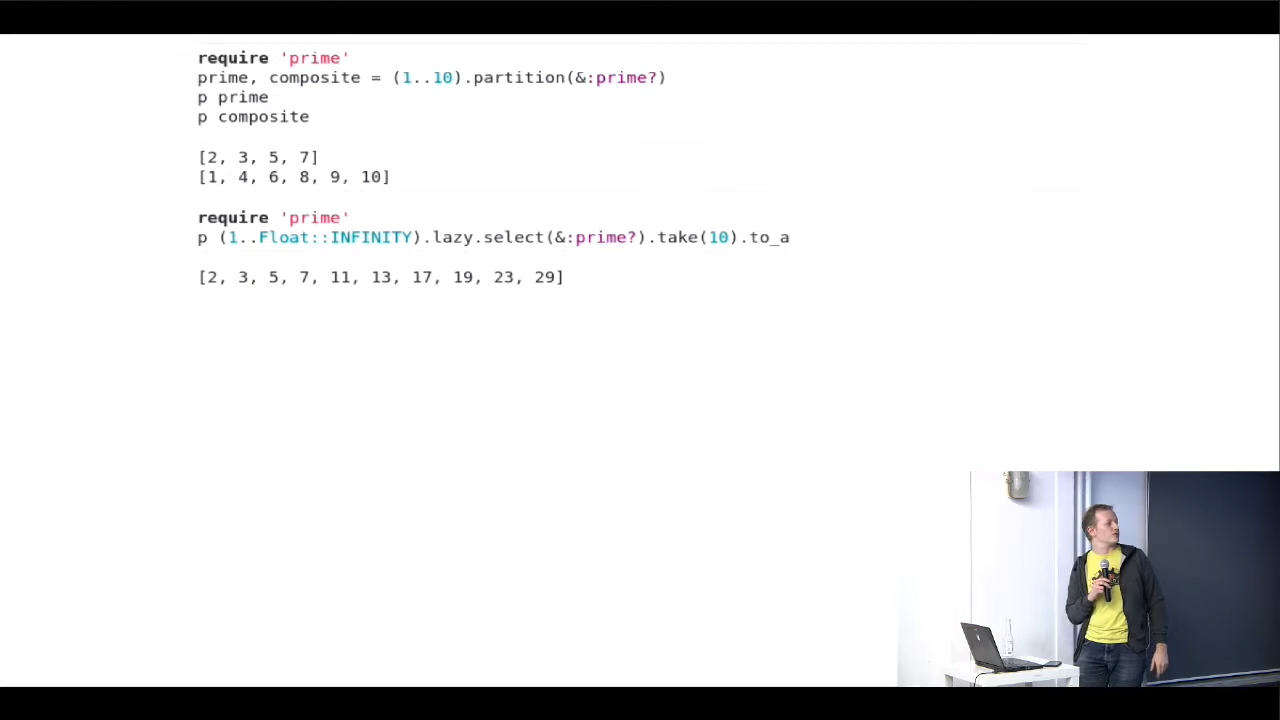 require 'prime'
prime, composite = (1..10).partition(&:prime?)
p prime
p composite
[2, 3, 5, 7]
[1, 4, 6, 8, 9, 10]
require 'prime'
p (1..Float::INFINITY).lazy.select(&:prime?).take(10).to_a
[2, 3, 5, 7, 11, 13, 17, 19, 23, 29]